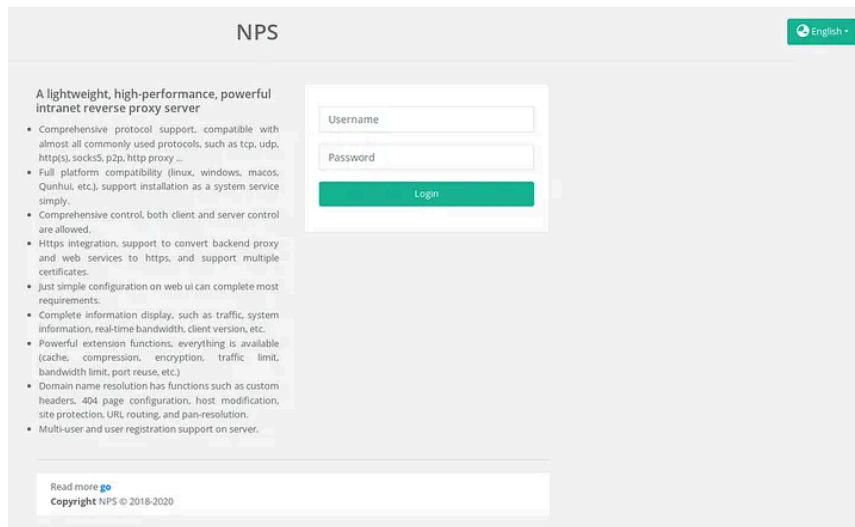 NPS
English
A lightweight, high-performance, powerful
intranet reverse proxy server
Comprehensive protocol support, compatible with
almost all commonly used protocols, such as tcp, udp,
http(s), socks5, p2p, http proxy ...
Full platform compatibility (linux, windows, macos,
Qunhui, etc.), support installation as a system service
simply.
Comprehensive control, both client and server control
are allowed.
Https integration, support to convert backend proxy
and web services to https, and support multiple
certificates.
Just simple configuration on web ui can complete most
requirements.
Complete information display, such as traffic, system
information, real-time bandwidth, client version, etc.
Powerful extension functions, everything is available
(cache, compression, encryption, traffic limit,
bandwidth limit, port reuse, etc.)
Domain name resolution has functions such as custom
headers, 404 page configuration, host modification,
site protection, URL routing, and pan-resolution.
Multi-user and user registration support on server.
Username
Password
Login
Read more go
Copyright NPS © 2018-2020